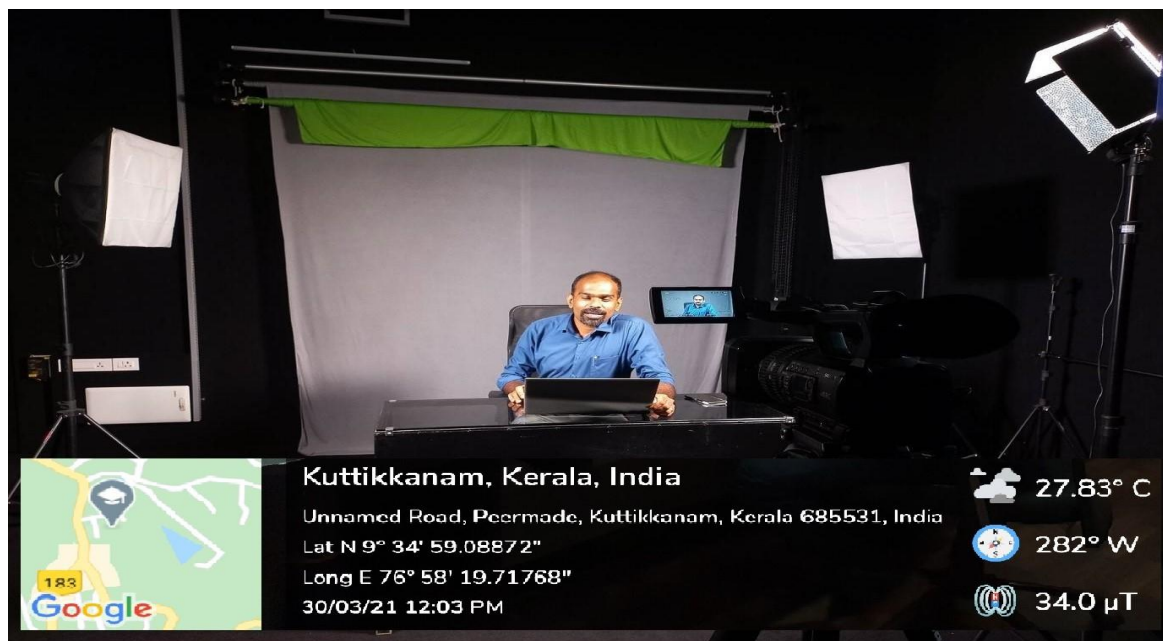 Kuttikkanam, Kerala, India
Unnamed Road, Peermade, Kuttikkanam, Kerala 685531, India
Lat N 9° 34' 59.08872"
Long E 76° 58' 19.71768"
30/03/21 12:03 PM
183
Google
27.83° C
282° W
34.0 µT